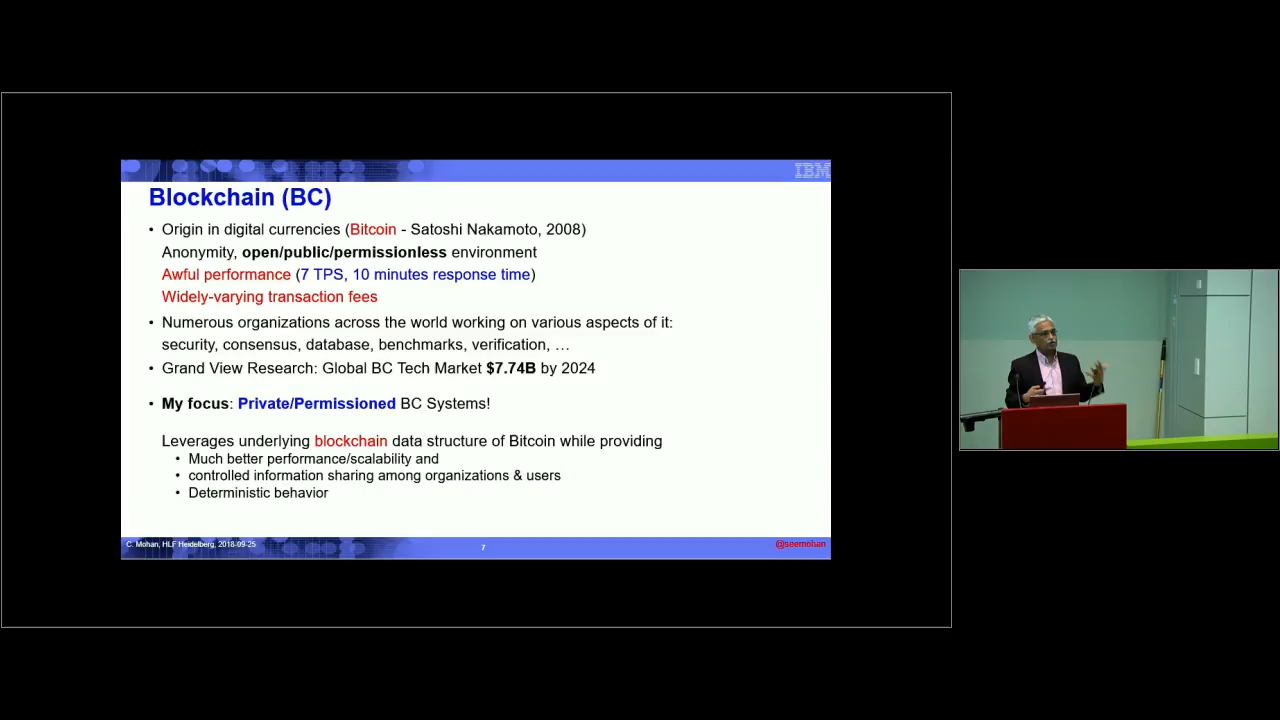 IBM
Blockchain (BC)
• Origin in digital currencies (Bitcoin - Satoshi Nakamoto, 2008)
Anonymity, open/public/permissionless environment
Awful performance (7 TPS, 10 minutes response time)
Widely-varying transaction fees
• Numerous organizations across the world working on various aspects of it:
security, consensus, database, benchmarks, verification, …
• Grand View Research: Global BC Tech Market $7.74B by 2024
• My focus: Private/Permissioned BC Systems!
Leverages underlying blockchain data structure of Bitcoin while providing
• Much better performance/scalability and
• controlled information sharing among organizations & users
• Deterministic behavior
C. Mohan, HLF Heidelberg, 2018-09-25
7
@seemohan